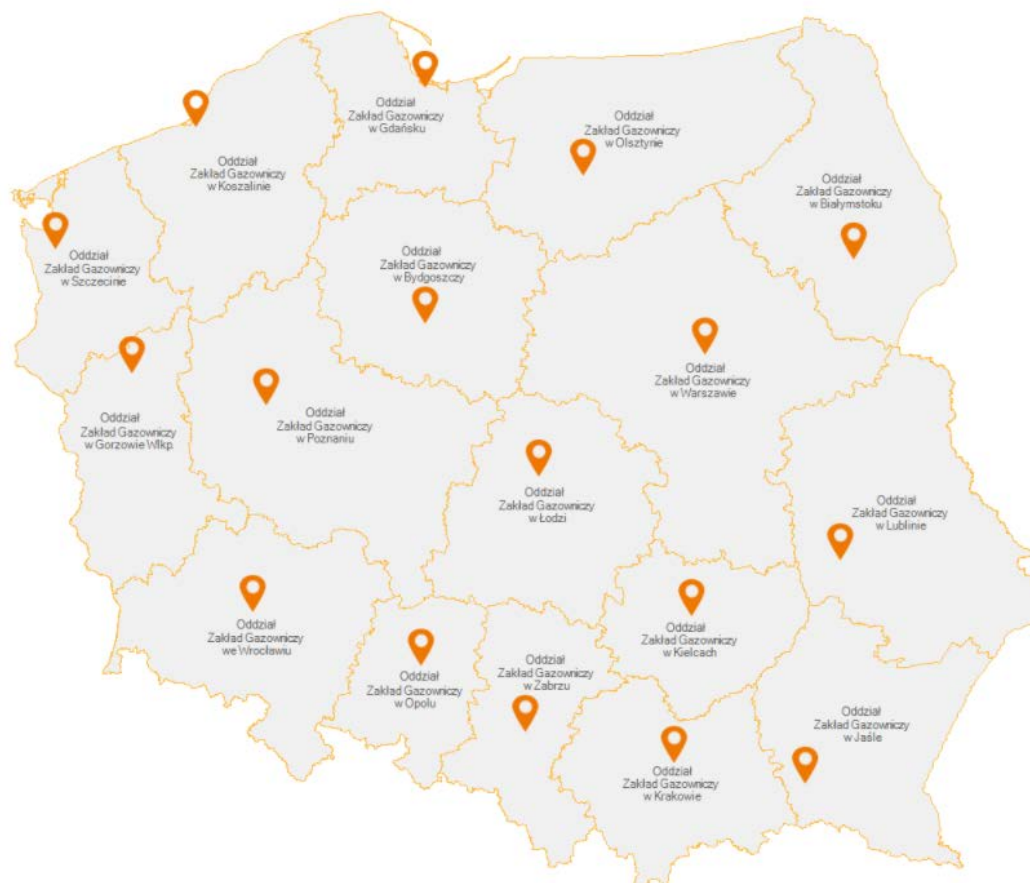 Oddział
Zakład Gazowniczy
w Gdańsku
Oddział
Zakład Gazowniczy
w Olsztynie
Oddział
Zakład Gazowniczy
w Koszalinie
Oddział
Zakład Gazowniczy
w Białymstoku
Oddział
Zakład Gazowniczy
w Szczecinie
Oddział
Zakład Gazowniczy
w Bydgoszczy
Oddział
Zakład Gazowniczy
w Warszawie
Oddział
Zakład Gazowniczy
w Gorzowie Wlkp.
Oddział
Zakład Gazowniczy
w Poznaniu
Oddział
Zakład Gazowniczy
w Łodzi
Oddział
Zakład Gazowniczy
w Lublinie
Oddział
Zakład Gazowniczy
we Wrocławiu
Oddział
Zakład Gazowniczy
w Kielcach
Oddział
Zakład Gazowniczy
w Opolu
Oddział
Zakład Gazowniczy
w Zabrzu
Oddział
Zakład Gazowniczy
w Jaśle
Oddział
Zakład Gazowniczy
w Krakowie